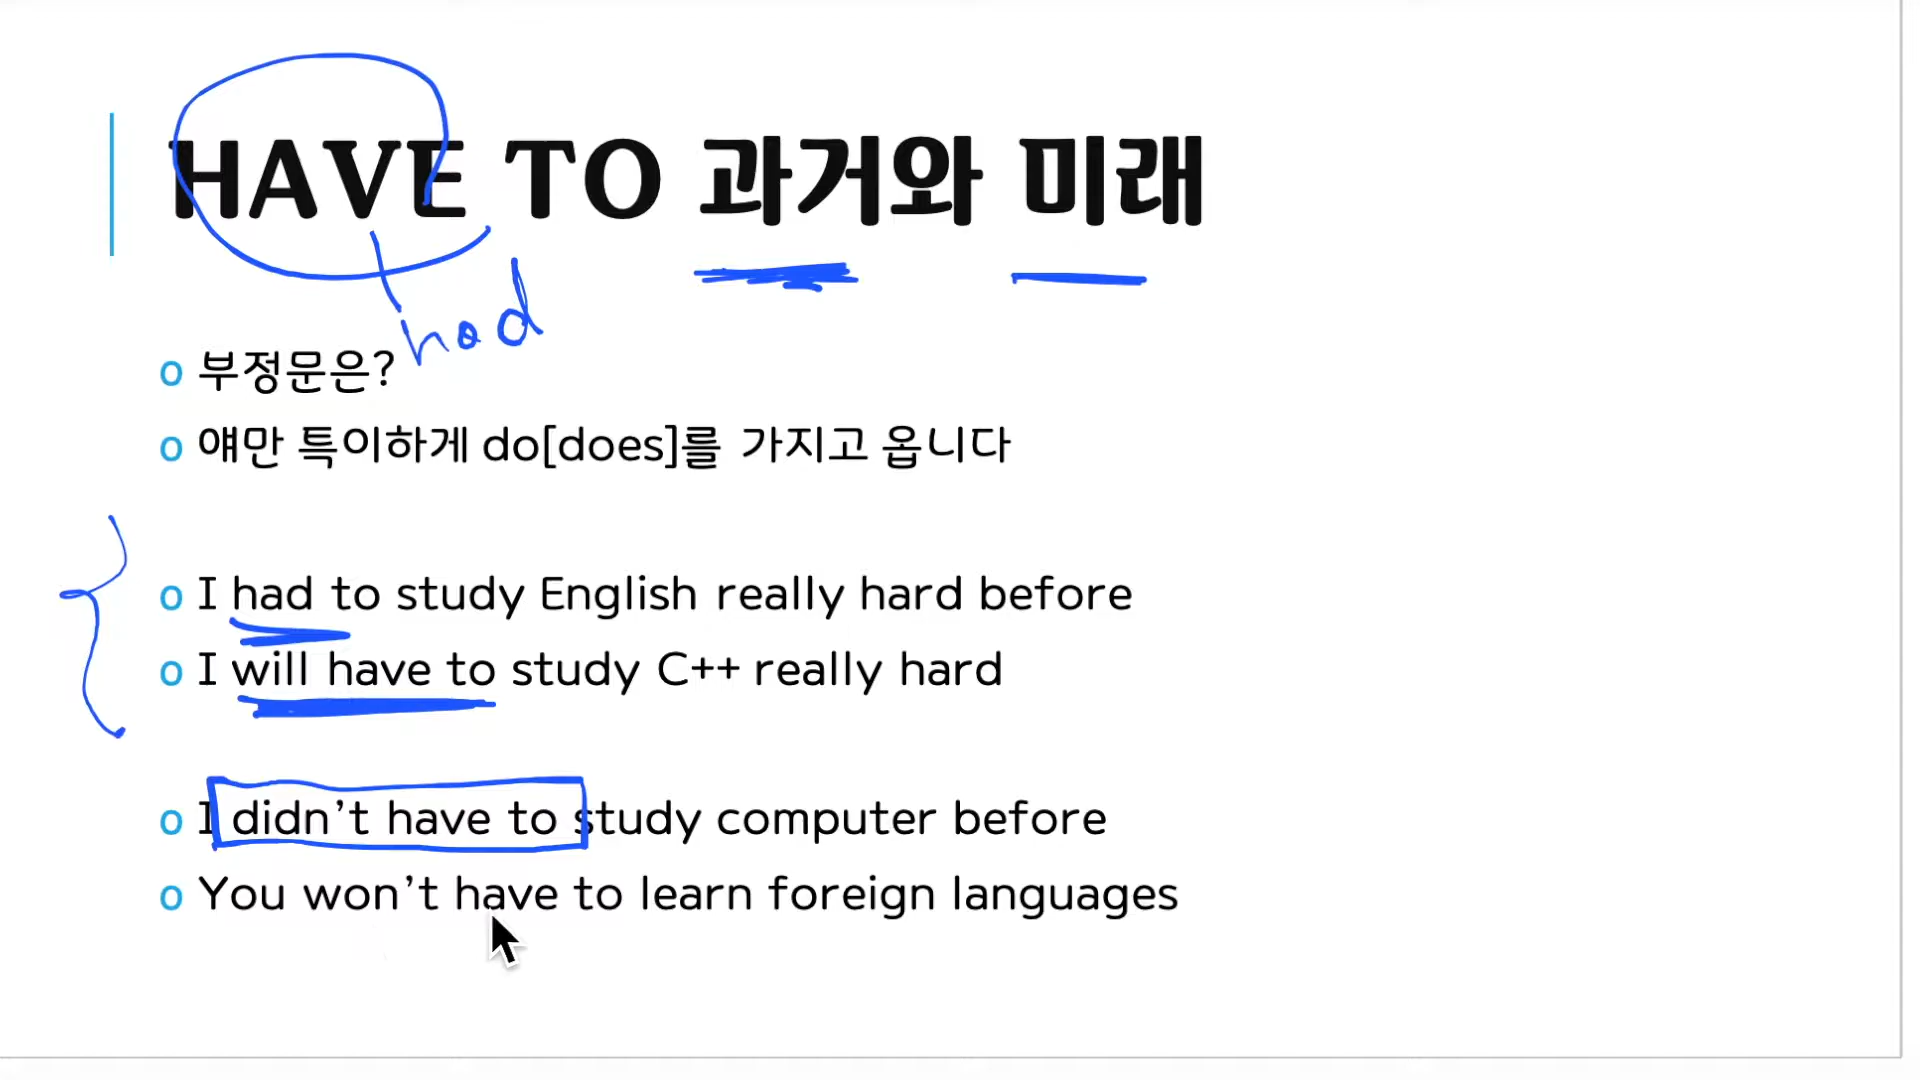 HAVE TO 과거와 미래
had
o 부정문은?
o 얘만 특이하게 do[does]를 가지고 옵니다
o I had to study English really hard before
o I will have to study C++ really hard
o I didn’t have to study computer before
o You won’t have to learn foreign languages